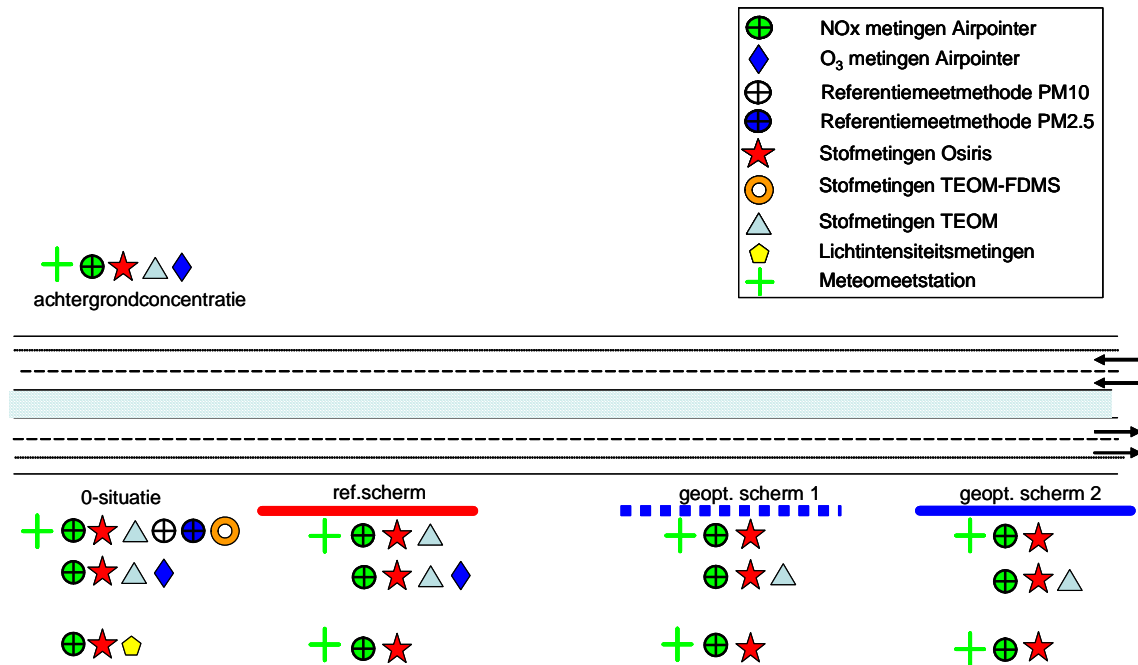 NOx metingen Airpointer
O3 metingen Airpointer
Referentiemeetmethode PM10
Referentiemeetmethode PM2.5
Stofmetingen Osiris
Stofmetingen TEOM-FDMS
Stofmetingen TEOM
Lichtintensiteitsmetingen
Meteomeetstation
achtergrondconcentratie
0-situatie
ref.scherm
geopt. scherm 1
geopt. scherm 2